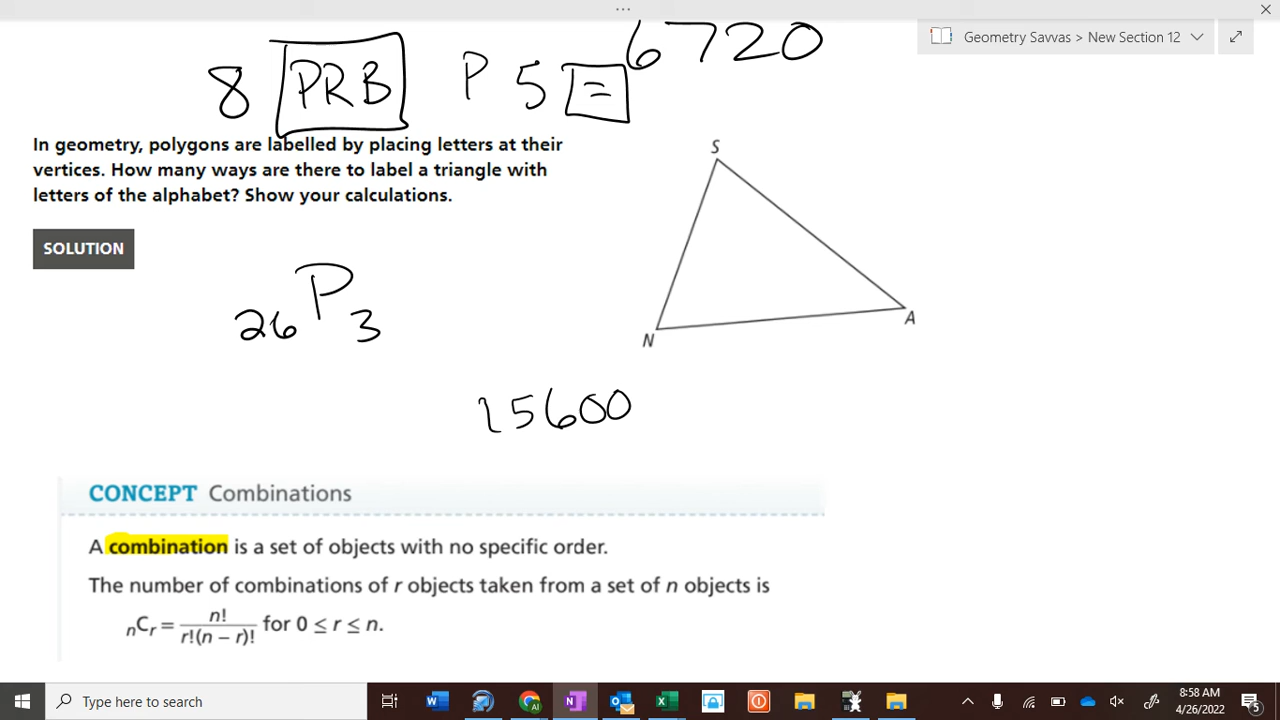 ...
Geometry Savvas > New Section 12
8 PRB P 5 = 6720
In geometry, polygons are labelled by placing letters at their
vertices. How many ways are there to label a triangle with
letters of the alphabet? Show your calculations.
SOLUTION
26P3
S
N
A
15600
CONCEPT Combinations
A combination is a set of objects with no specific order.
The number of combinations of r objects taken from a set of n objects is
nCr = n!/r!(n – r)! for 0 ≤ r ≤ n.
Type here to search
8:58 AM
4/26/2022
5